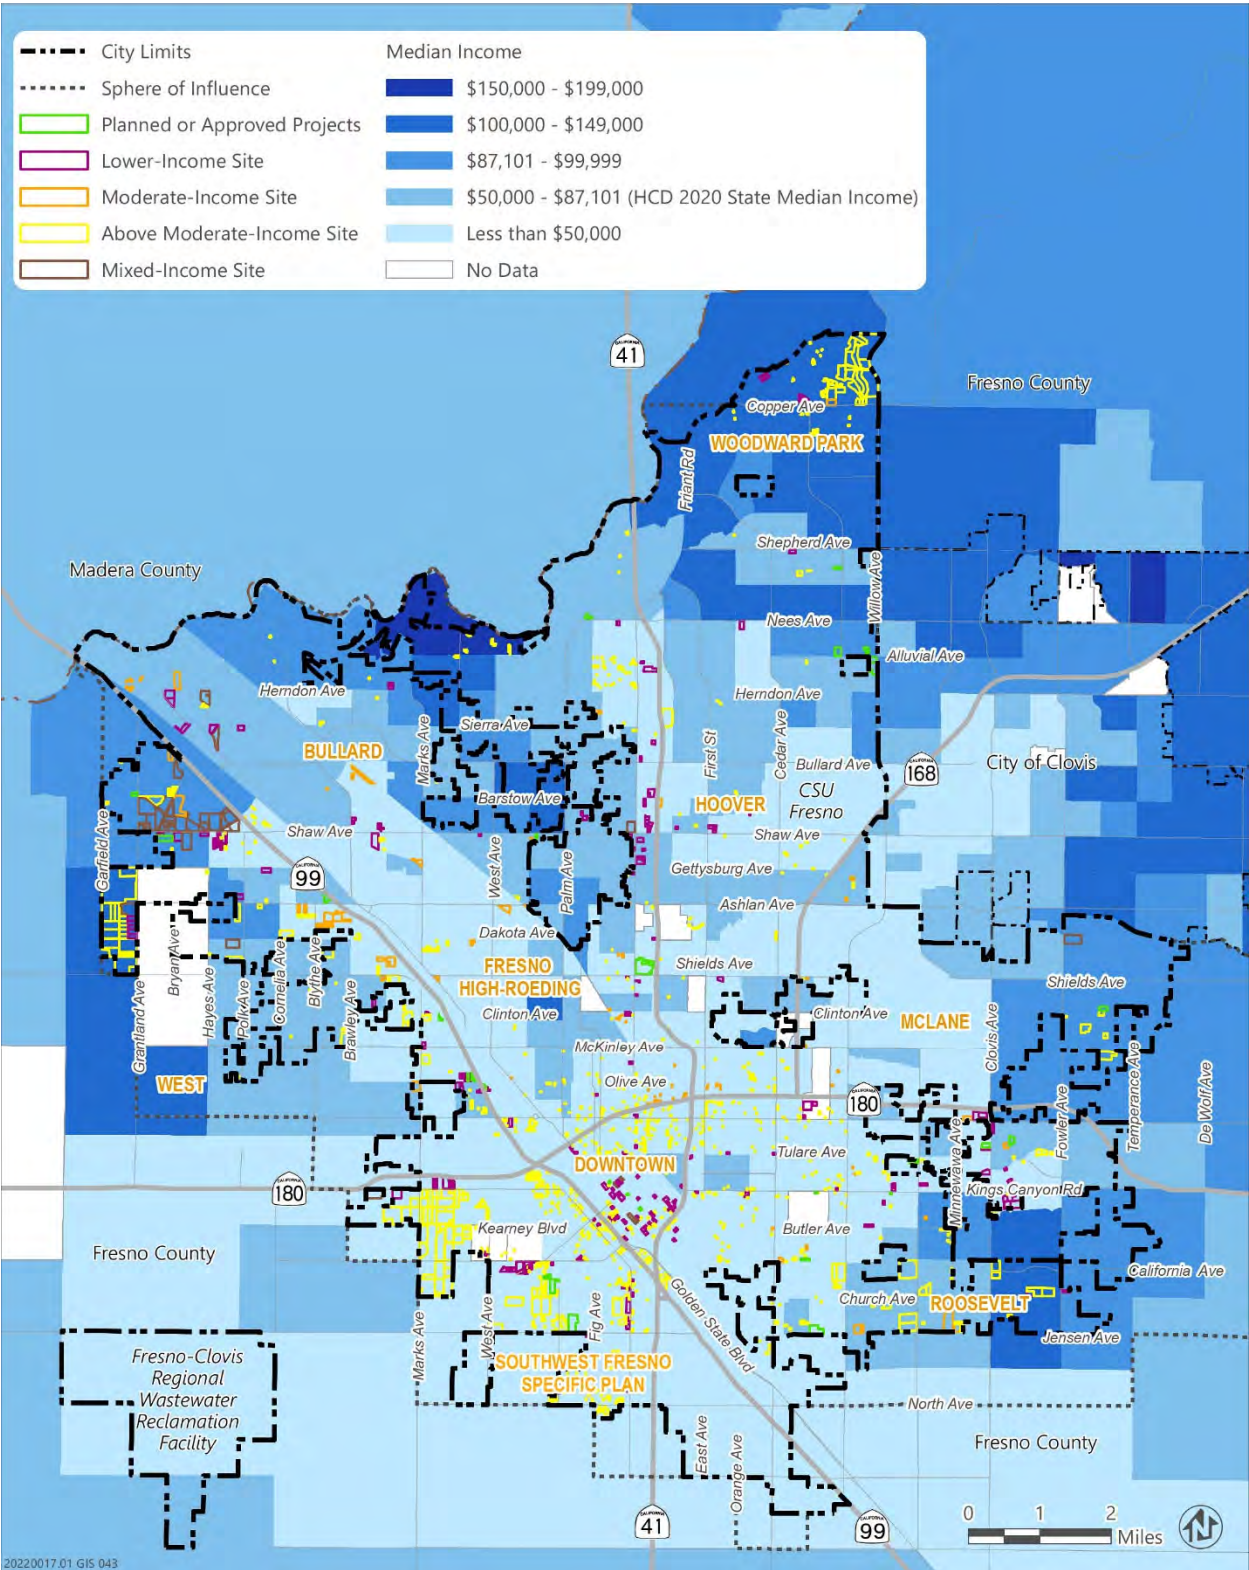 City Limits
Sphere of Influence
Planned or Approved Projects
Lower-Income Site
Moderate-Income Site
Above Moderate-Income Site
Mixed-Income Site
Median Income
$150,000 - $199,000
$100,000 - $149,000
$87,101 - $99,999
$50,000 - $87,101 (HCD 2020 State Median Income)
Less than $50,000
No Data
CALIFORNIA
41
Fresno County
Copper Ave
WOODWARD PARK
Friant Rd
Shepherd Ave
Madera County
Willow Ave
Nees Ave
Alluvial Ave
Herndon Ave
Herndon Ave
Sierra Ave
Marks Ave
BULLARD
First St
Cedar Ave
Bullard Ave
CALIFORNIA
168
City of Clovis
CSU
Fresno
Barstow Ave
HOOVER
Shaw Ave
Shaw Ave
Garfield Ave
CALIFORNIA
99
West Ave
Palm Ave
Gettysburg Ave
Ashlan Ave
Dakota Ave
Bryan Ave
Grantland Ave
Hayes Ave
Polk Ave
Cornelia Ave
Blythe Ave
Brawley Ave
FRESNO
HIGH-ROEDING
Shields Ave
Shields Ave
Clinton Ave
Clinton Ave
MCLANE
Clovis Ave
McKinley Ave
WEST
Olive Ave
CALIFORNIA
180
Minnewawa Ave
Fowler Ave
Temperance Ave
De Wolf Ave
Tulare Ave
DOWNTOWN
CALIFORNIA
180
Kings Canyon Rd
Kearney Blvd
Butler Ave
Fresno County
California Ave
Church Ave
ROOSEVELT
Golden State Blvd
Fig Ave
West Ave
Marks Ave
Jensen Ave
Fresno-Clovis
Regional
Wastewater
Reclamation
Facility
SOUTHWEST FRESNO
SPECIFIC PLAN
North Ave
East Ave
Orange Ave
Fresno County
CALIFORNIA
41
CALIFORNIA
99
0 1 2
Miles
N
20220017.01 GIS 043